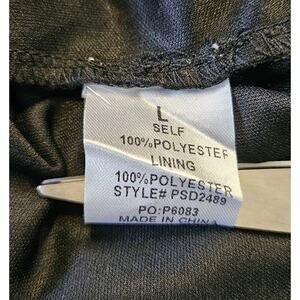 L
SELF
100%POLYESTER
LINING
100%POLYESTER
STYLE# PSD2489
PO:P6083
MADE IN CHINA